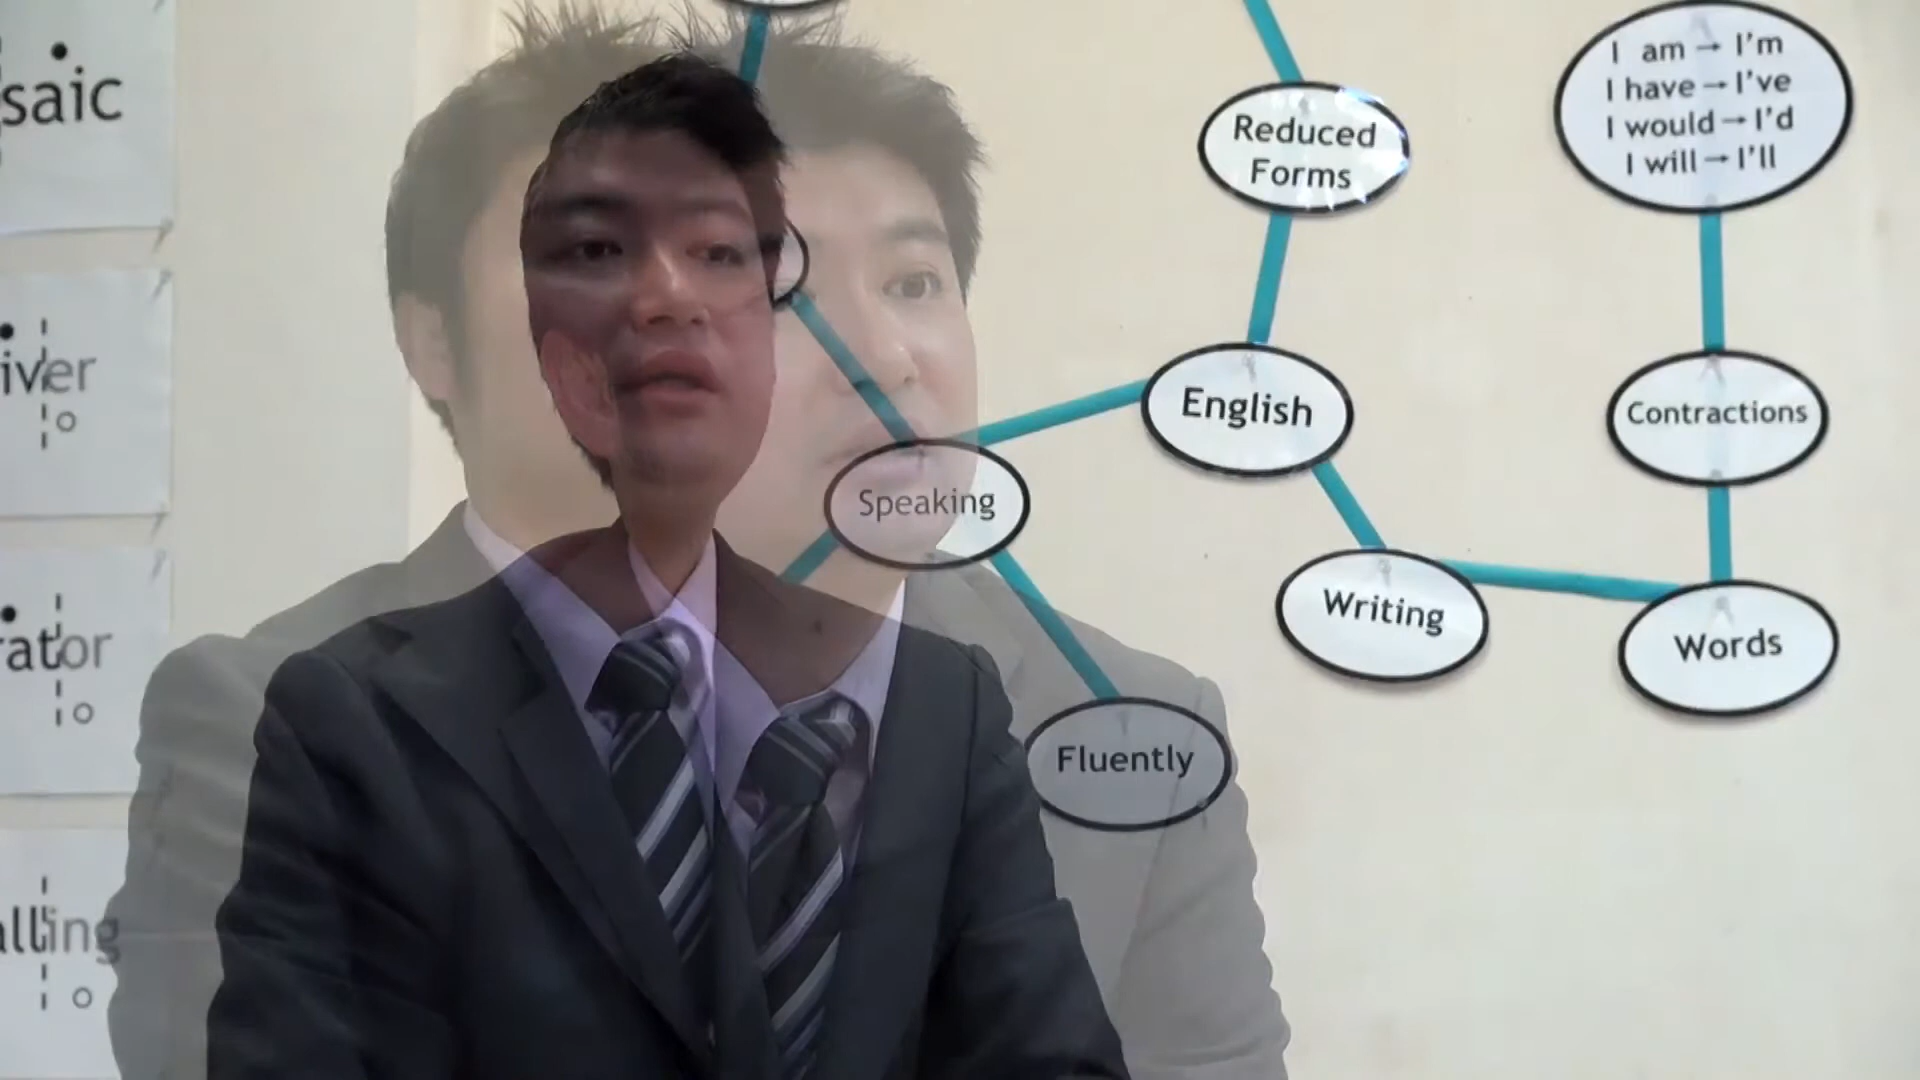 saic
iver
rator
alling
I am → I'm
I have → I've
I would → I'd
I will → I'll
Reduced
Forms
English
Contractions
Speaking
Writing
Words
Fluently